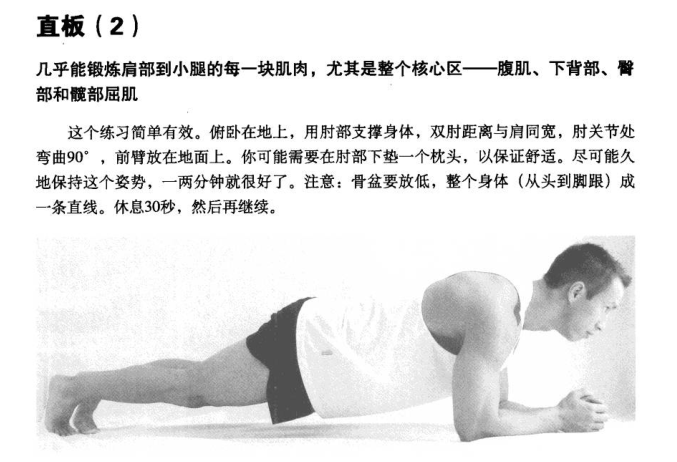 直板（2）
几乎能锻炼肩部到小腿的每一块肌肉，尤其是整个核心区——腹肌、下背部、臀
部和髋部屈肌
这个练习简单有效。俯卧在地上，用肘部支撑身体，双肘距离与肩同宽，肘关节处
弯曲90°，前臂放在地面上。你可能需要在肘部下垫一个枕头，以保证舒适。尽可能久
地保持这个姿势，一两分钟就很好了。注意：骨盆要放低，整个身体（从头到脚跟）成
一条直线。休息30秒，然后再继续。